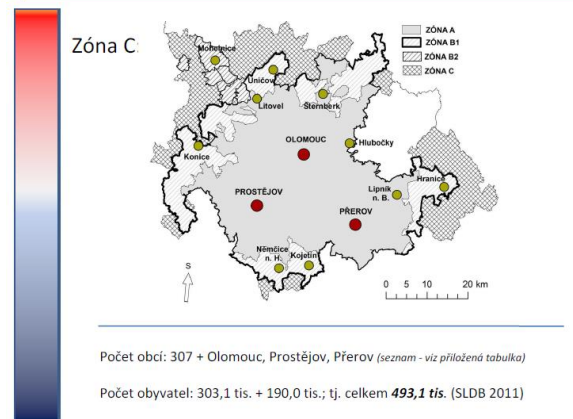 Zóna C:
ZÓNA A
ZÓNA B1
ZÓNA B2
ZÓNA C
Mohelnice
Uničov
Litovel
Šternberk
OLOMOUC
Hlubočky
Konice
Hranice
Lipník
n. B.
PROSTĚJOV
PŘEROV
Němčice
n. H.
Kojetín
S
0 5 10 20 km
Počet obcí: 307 + Olomouc, Prostějov, Přerov (seznam - viz přiložená tabulka)
Počet obyvatel: 303,1 tis. + 190,0 tis.; tj. celkem 493,1 tis. (SLDB 2011)